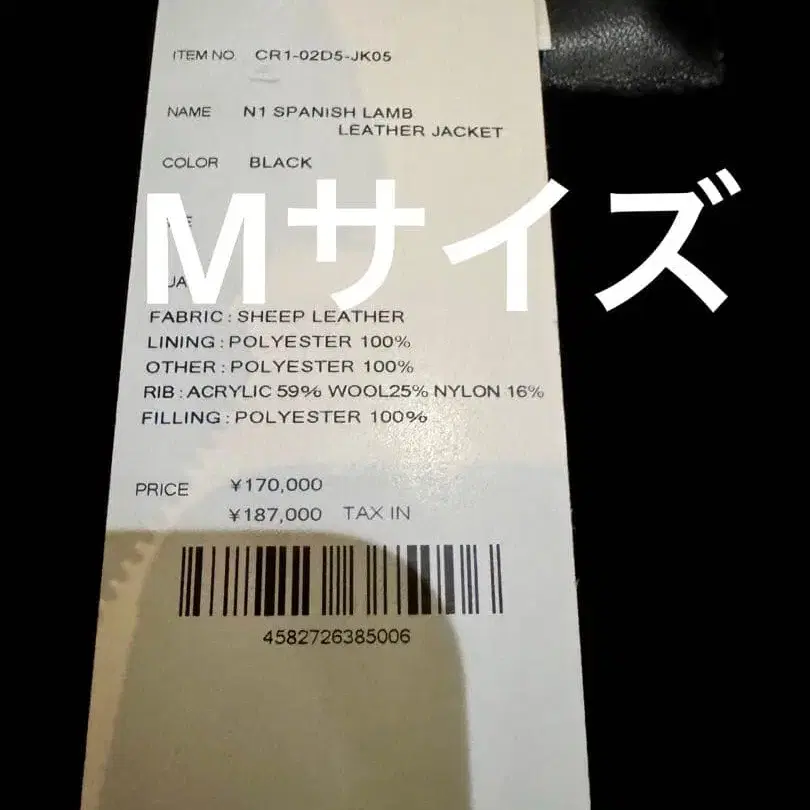 ITEM NO. CR1-02D5-JK05
NAME N1 SPANISH LAMB
LEATHER JACKET
COLOR BLACK
Mサイズ
FABRIC : SHEEP LEATHER
LINING : POLYESTER 100%
OTHER : POLYESTER 100%
RIB : ACRYLIC 59% WOOL25% NYLON 16%
FILLING : POLYESTER 100%
PRICE ¥170,000
¥187,000 TAX IN
4582726385006